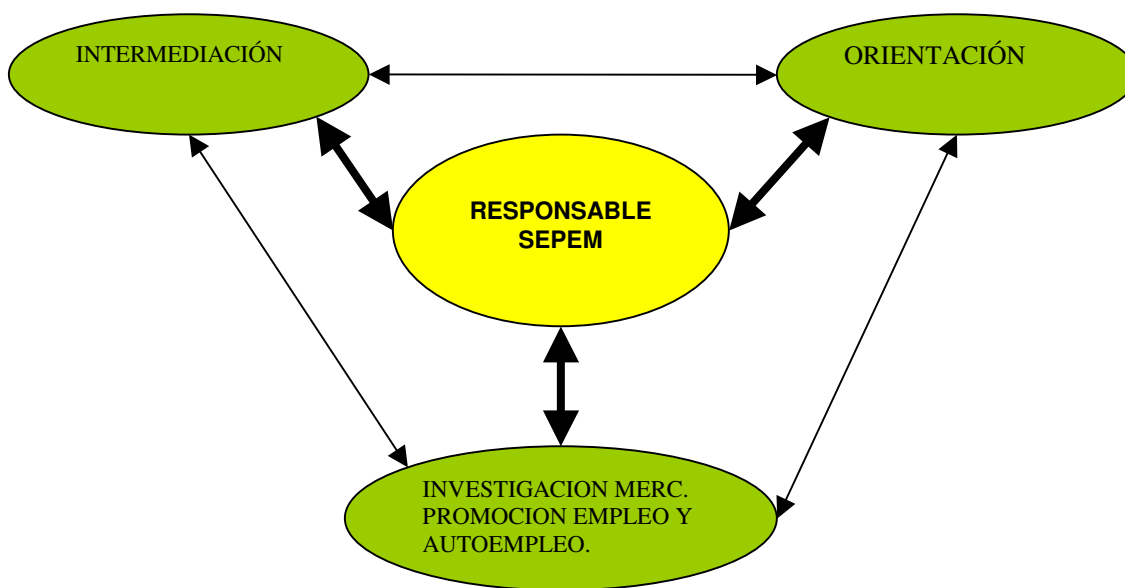 INTERMEDIACIÓN
ORIENTACIÓN
RESPONSABLE
SEPEM
INVESTIGACION MERC.
PROMOCION EMPLEO Y
AUTOEMPLEO.